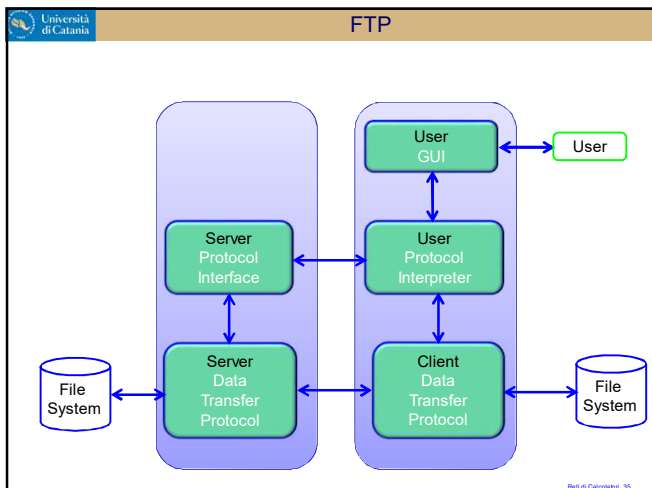 Università
di Catania
FTP
User
GUI
User
Server
Protocol
Interface
User
Protocol
Interpreter
File
System
Server
Data
Transfer
Protocol
Client
Data
Transfer
Protocol
File
System
Reti di Calcolatori 35